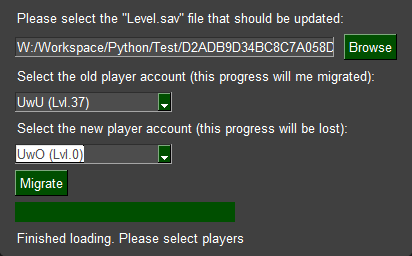 Please select the "Level.sav" file that should be updated:
W:/Workspace/Python/Test/D2ADB9D34BC8C7A058D
Browse
Select the old player account (this progress will me migrated):
UwU (Lvl.37)
Select the new player account (this progress will be lost):
UwO (Lvl.0)
Migrate
Finished loading. Please select players